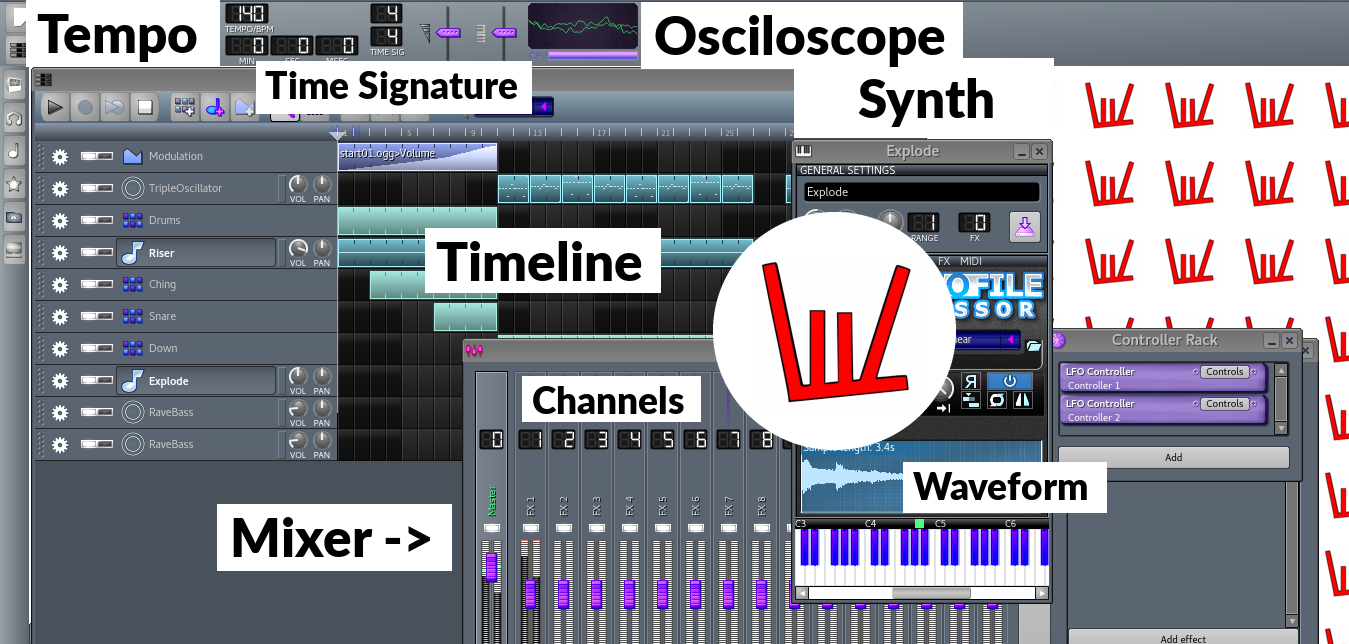 Tempo
140
TEMPO/BPM
0
0
0
MIN
SEC
MSEC
4
4
TIME SIG
CPU
Osciloscope
Time Signature
Synth
1
5
9
13
17
21
25
Modulation
start01.ogg>Volume
TripleOscillator
VOL
PAN
Drums
Riser
VOL
PAN
Ching
Snare
Down
Explode
VOL
PAN
RaveBass
VOL
PAN
RaveBass
VOL
PAN
Timeline
Explode
GENERAL SETTINGS
Explode
1
0
RANGE
FX
FX
MIDI
Channels
0
1
2
3
4
5
6
7
8
Master
FX 1
FX 2
FX 3
FX 4
FX 5
FX 6
FX 7
FX 8
Mixer ->
Sample length: 3.4s
Waveform
C3
C4
C5
C6
Controller Rack
LFO Controller
Controls
Controller 1
LFO Controller
Controls
Controller 2
Add
Add effect